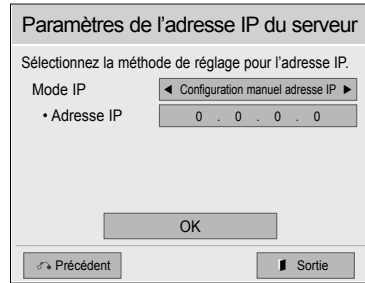 Paramètres de l'adresse IP du serveur
Sélectionnez la méthode de réglage pour l'adresse IP.
Mode IP ◀ Configuration manuel adresse IP ▶
• Adresse IP 0 . 0 . 0 . 0
OK
Précédent Sortie